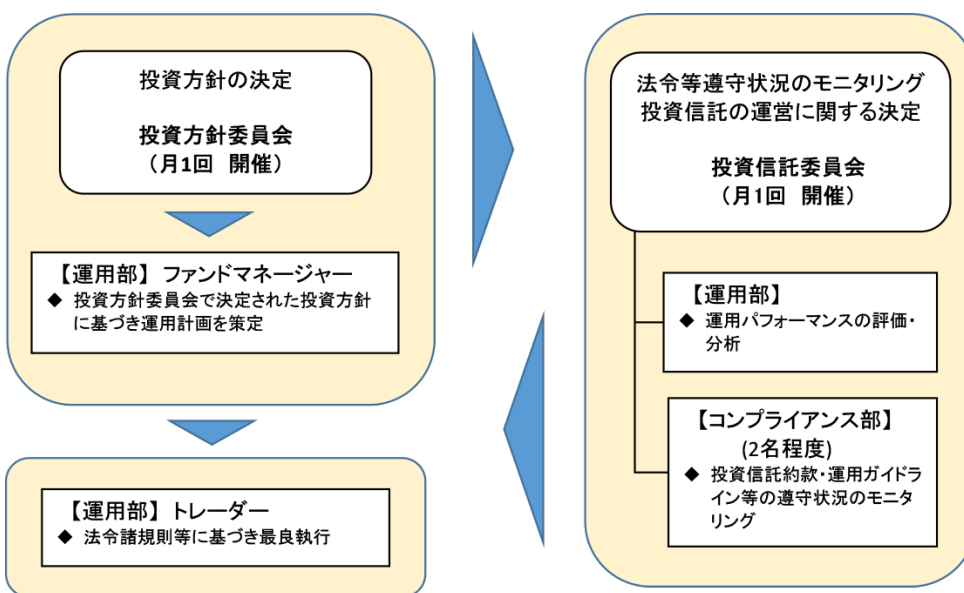 投資方針の決定
投資方針委員会
（月1回　開催）
【運用部】 ファンドマネージャー
◆ 投資方針委員会で決定された投資方針
に基づき運用計画を策定
【運用部】 トレーダー
◆ 法令諸規則等に基づき最良執行
法令等遵守状況のモニタリング
投資信託の運営に関する決定
投資信託委員会
（月1回　開催）
【運用部】
◆ 運用パフォーマンスの評価・
分析
【コンプライアンス部】
(2名程度)
◆ 投資信託約款・運用ガイドラ
イン等の遵守状況のモニタ
リング